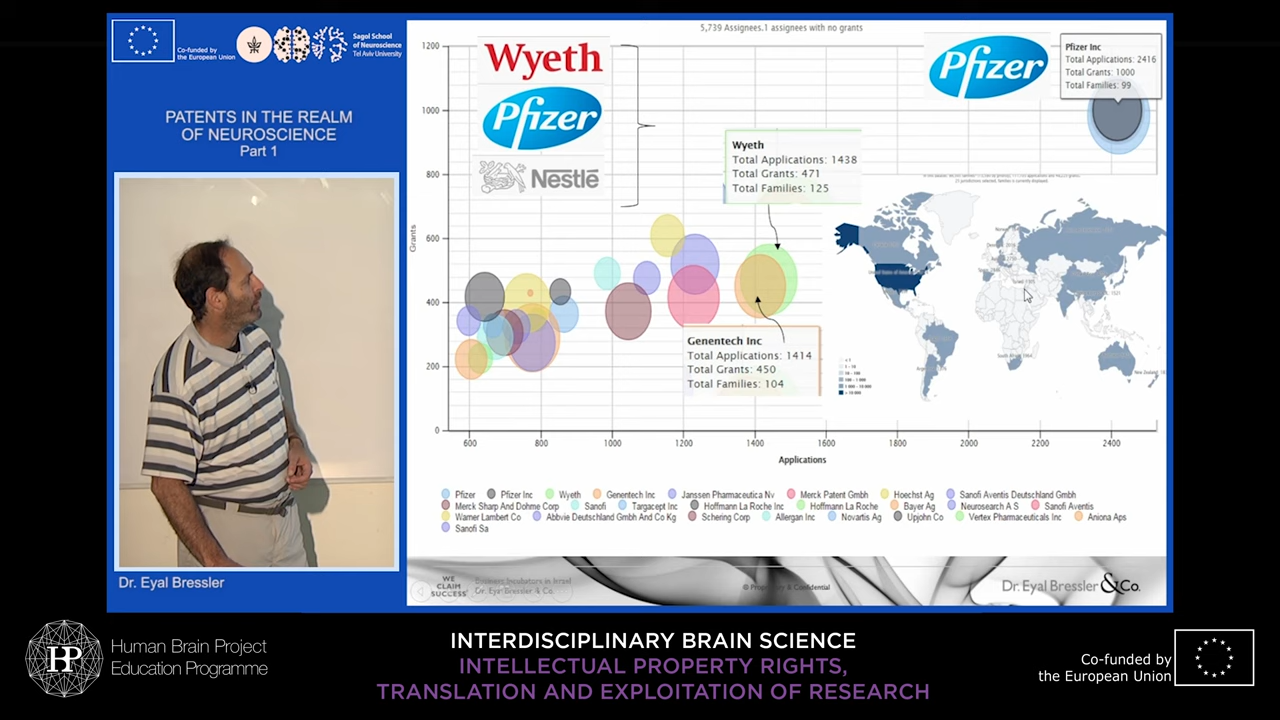 Co-funded by
the European Union
Sagol School
of Neuroscience
Tel Aviv University
PATENTS IN THE REALM
OF NEUROSCIENCE
Part 1
Dr. Eyal Bressler
5,739 Assignees.1 assignees with no grants
Wyeth
Pfizer
Nestlé
Pfizer
Pfizer Inc
Total Applications: 2416
Total Grants: 1000
Total Families: 99
Wyeth
Total Applications: 1438
Total Grants: 471
Total Families: 125
Genentech Inc
Total Applications: 1414
Total Grants: 450
Total Families: 104
Grants
1200
1000
800
600
400
200
0
600 800 1000 1200 1400 1600 1800 2000 2200 2400
Applications
Pfizer Pfizer Inc Wyeth Genentech Inc Janssen Pharmaceutica Nv Merck Patent Gmbh Hoechst Ag Sanofi Aventis Deutschland Gmbh
Merck Sharp And Dohme Corp Sanofi Targacept Inc Hoffmann La Roche Inc Hoffmann La Roche Bayer Ag Neurosearch A S Sanofi Aventis
Warner Lambert Co Abbvie Deutschland Gmbh And Co Kg Schering Corp Allergan Inc Novartis Ag Upjohn Co Vertex Pharmaceuticals Inc Aniona Aps
Sanofi Sa
WE
CLAIM
SUCCESS
Business Incubators in Israel
Dr. Eyal Bressler & Co.
© Proprietary & Confidential
Dr. Eyal Bressler &Co.
HP
Human Brain Project
Education Programme
INTERDISCIPLINARY BRAIN SCIENCE
INTELLECTUAL PROPERTY RIGHTS,
TRANSLATION AND EXPLOITATION OF RESEARCH
Co-funded by
the European Union